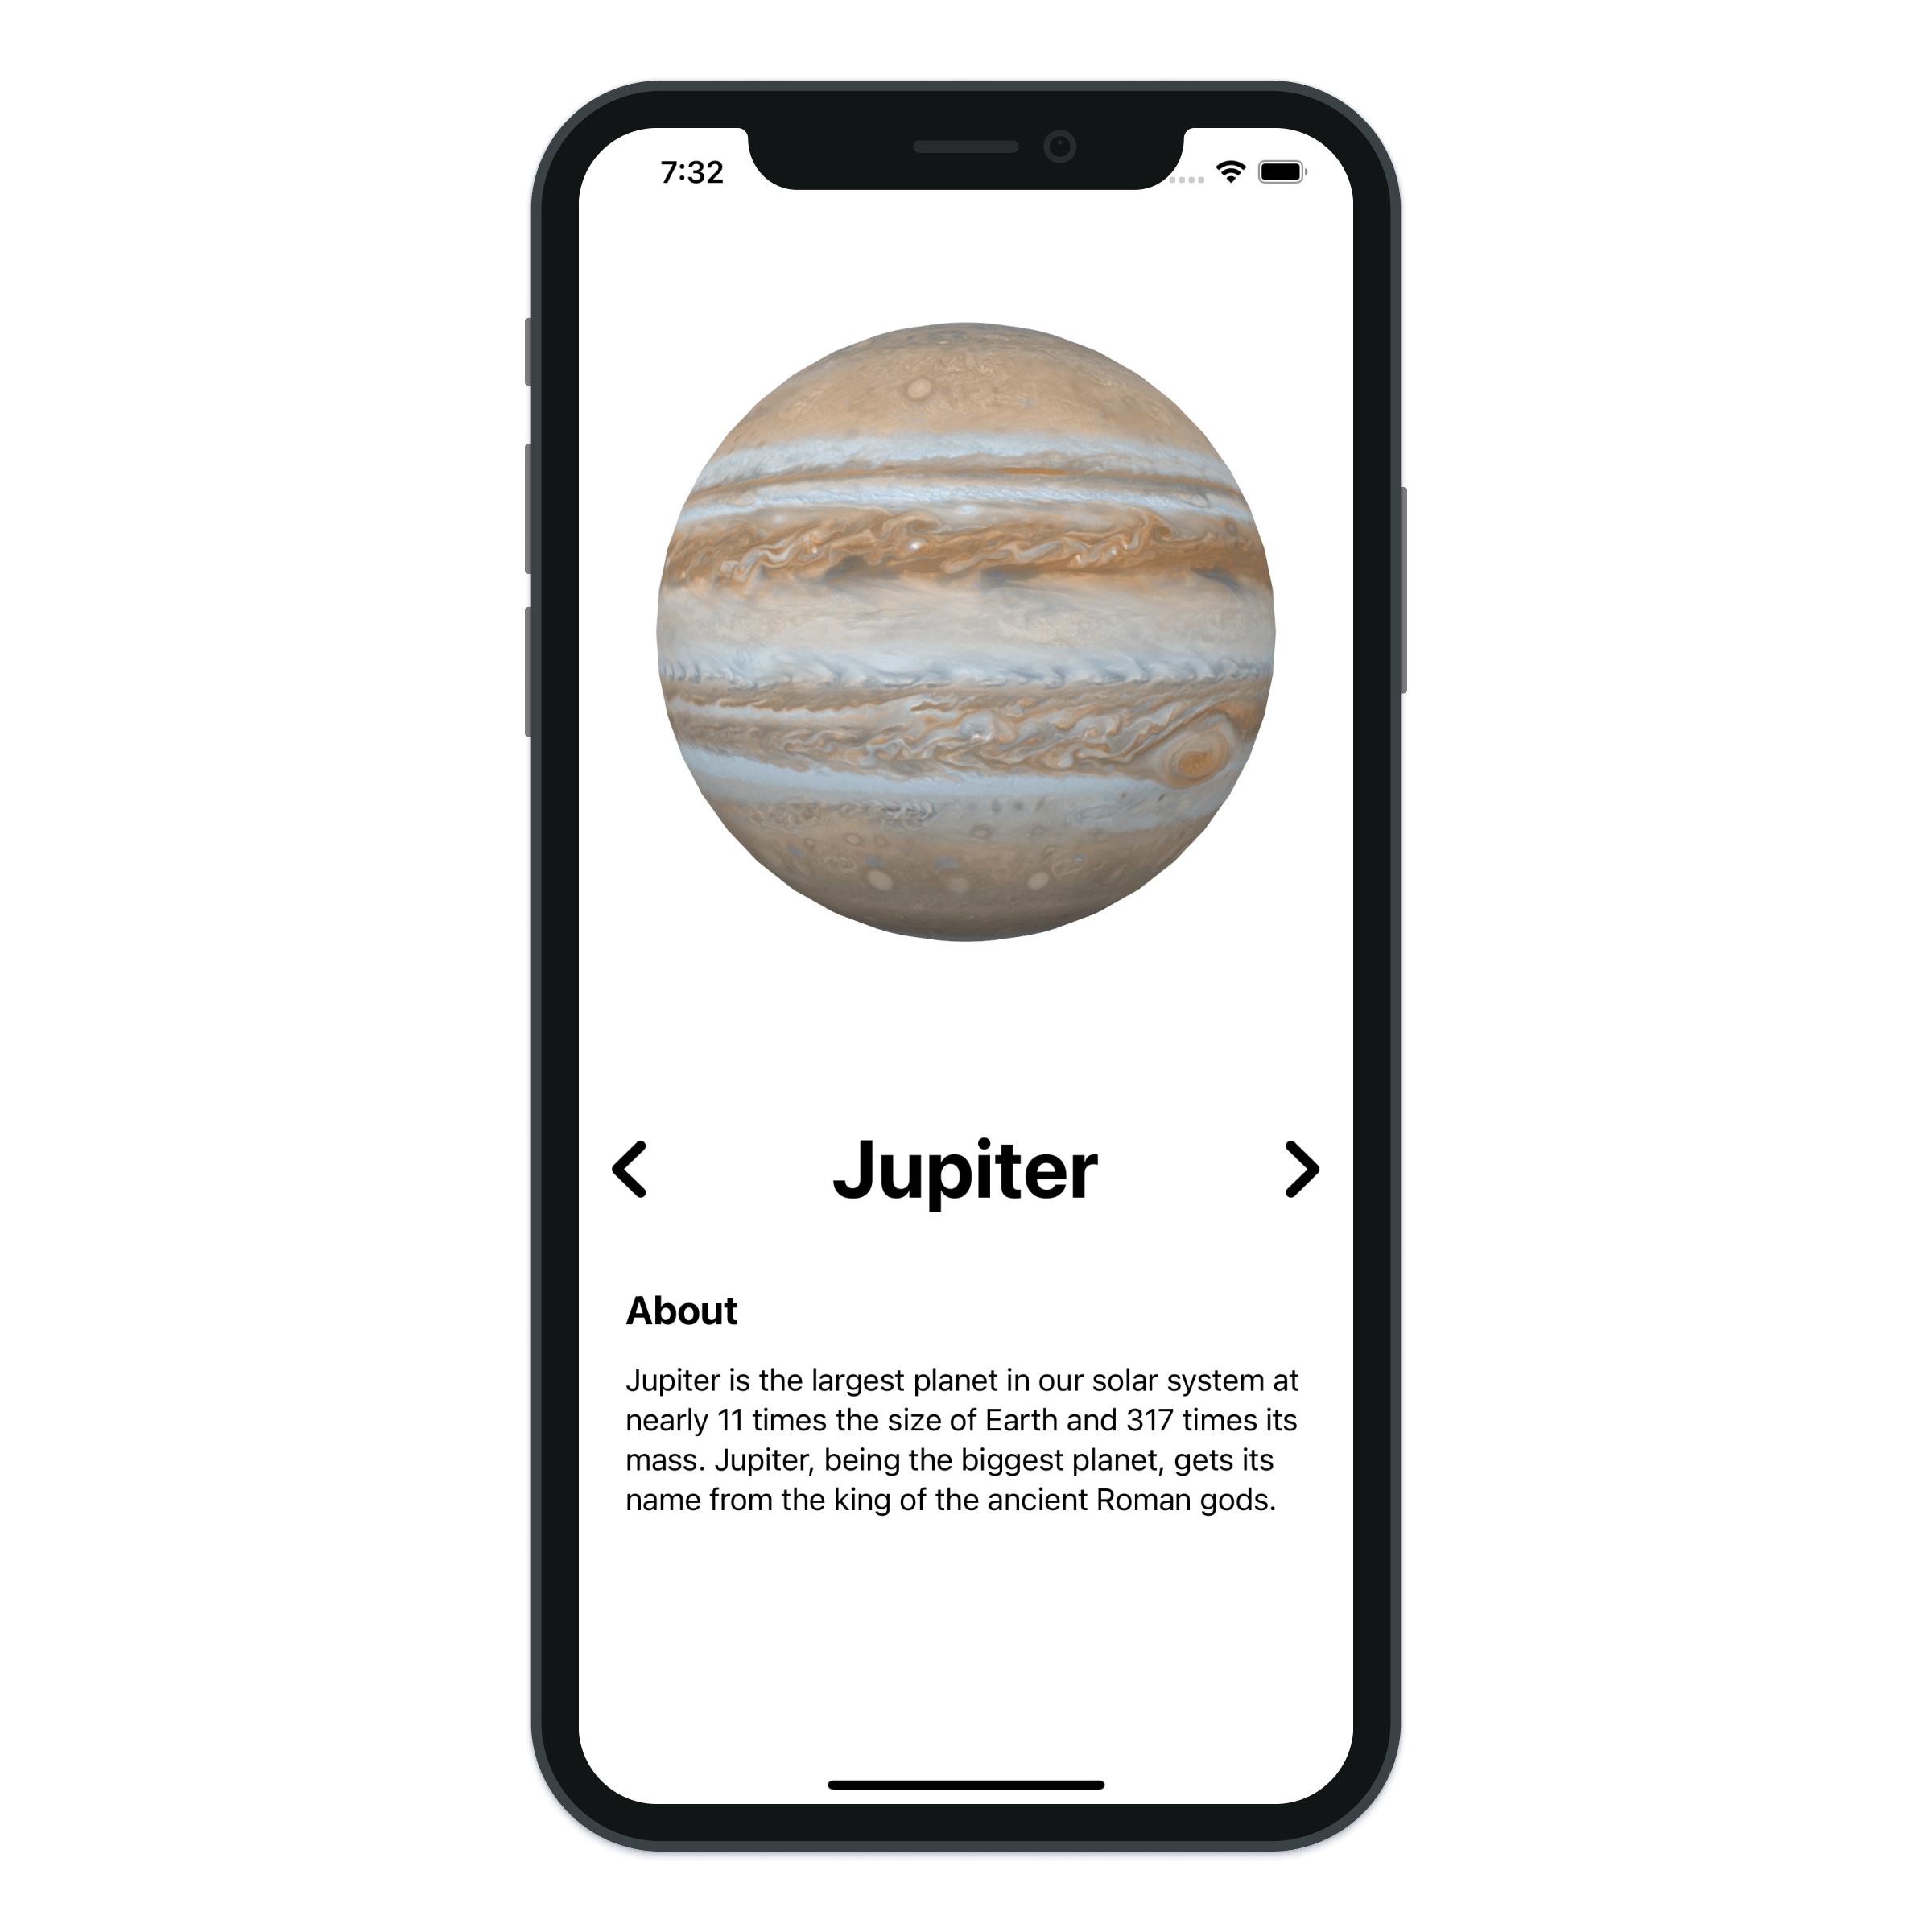 7:32
Jupiter
About
Jupiter is the largest planet in our solar system at
nearly 11 times the size of Earth and 317 times its
mass. Jupiter, being the biggest planet, gets its
name from the king of the ancient Roman gods.